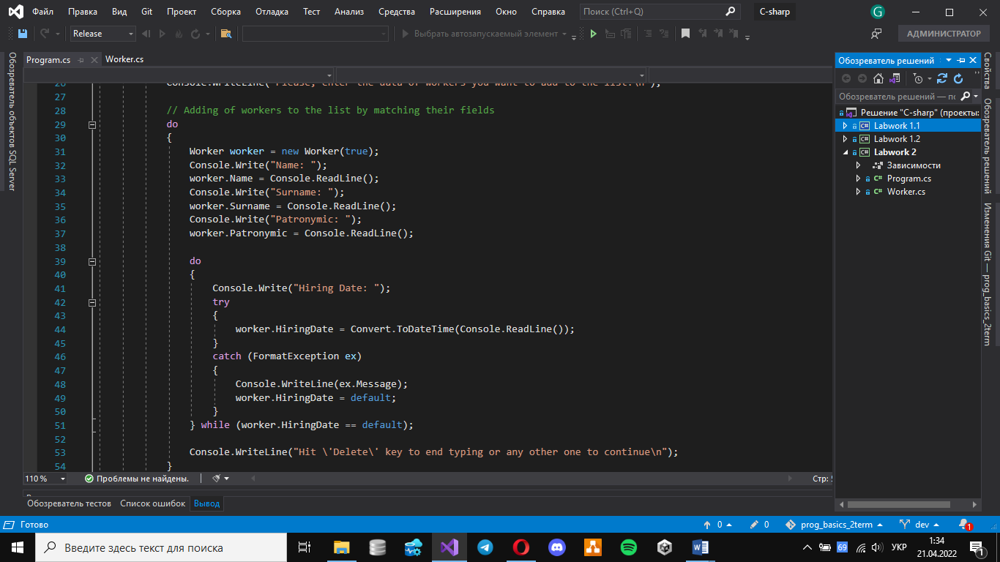 Файл Правка Вид Git Проект Сборка Отладка Тест Анализ Средства Расширения Окно Справка Поиск (Ctrl+Q) C-sharp G
Release Выбрать автозапускаемый элемент АДМИНИСТРАТОР
Обозреватель объектов SQL Server
Program.cs Worker.cs
26 Console.WriteLine("Please, enter the data of workers you want to add to the list:\n");
27
28 // Adding of workers to the list by matching their fields
29 do
30 {
31 Worker worker = new Worker(true);
32 Console.Write("Name: ");
33 worker.Name = Console.ReadLine();
34 Console.Write("Surname: ");
35 worker.Surname = Console.ReadLine();
36 Console.Write("Patronymic: ");
37 worker.Patronymic = Console.ReadLine();
38
39 do
40 {
41 Console.Write("Hiring Date: ");
42 try
43 {
44 worker.HiringDate = Convert.ToDateTime(Console.ReadLine());
45 }
46 catch (FormatException ex)
47 {
48 Console.WriteLine(ex.Message);
49 worker.HiringDate = default;
50 }
51 } while (worker.HiringDate == default);
52
53 Console.WriteLine("Hit \'Delete\' key to end typing or any other one to continue\n");
54 }
110 % Проблемы не найдены. Стр:
Обозреватель тестов Список ошибок Вывод
Обозреватель решений
Обозреватель решений — по
Решение "C-sharp" (проекты:
C# Labwork 1.1
C# Labwork 1.2
C# Labwork 2
Зависимости
C# Program.cs
C# Worker.cs
Свойства
Обозреватель решений
Изменения Git — prog_basics_2term
Готово 0 0 prog_basics_2term dev 1
Введите здесь текст для поиска W 69 УКР 1:34 1
21.04.2022